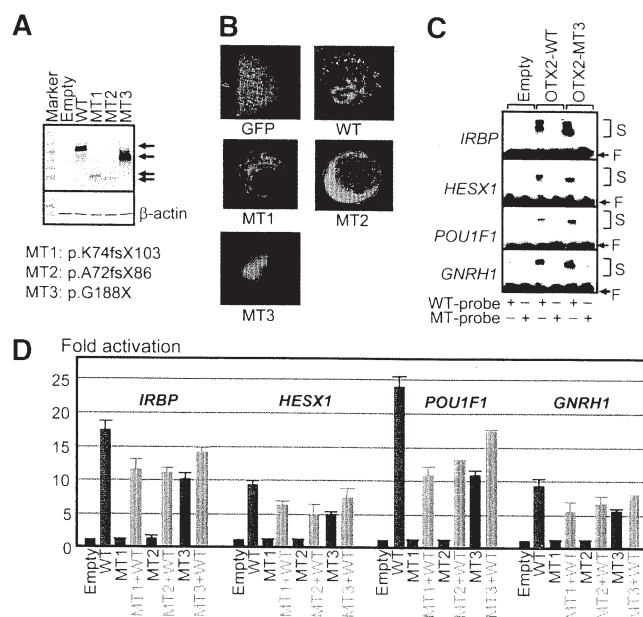 A
Marker
Empty
WT
MT1
MT2
MT3
β-actin
MT1: p.K74fsX103
MT2: p.A72fsX86
MT3: p.G188X
B
GFP
WT
MT1
MT2
MT3
C
Empty
OTX2-WT
OTX2-MT3
IRBP
S
F
HESX1
S
F
POU1F1
S
F
GNRH1
S
F
WT-probe + - + - + -
MT-probe - + - + - +
D
Fold activation
25
20
15
10
5
0
IRBP
HESX1
POU1F1
GNRH1
Empty
WT
MT1
MT1+WT
MT2
MT2+WT
MT3
MT3+WT
Empty
WT
MT1
MT1+WT
MT2
MT2+WT
MT3
MT3+WT
Empty
WT
MT1
MT1+WT
MT2
MT2+WT
MT3
MT3+WT
Empty
WT
MT1
MT1+WT
MT2
MT2+WT
MT3
MT3+WT